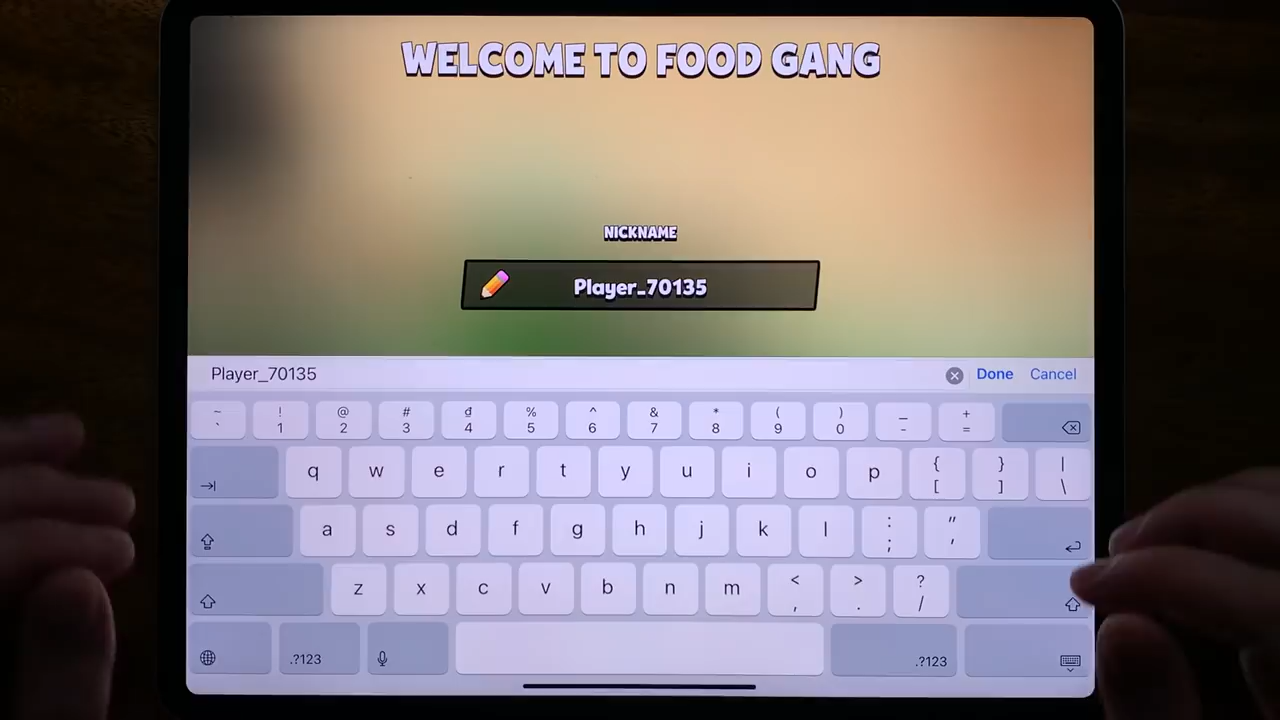 WELCOME TO FOOD GANG
NICKNAME
Player_70135
Player_70135 Done Cancel
~ ! @ # ₫ % ^ & * ( ) _ +
` 1 2 3 4 5 6 7 8 9 0 - =
q w e r t y u i o p { [ } ] | \
a s d f g h j k l : ; " '
z x c v b n m < , > . ? /
.?123 .?123